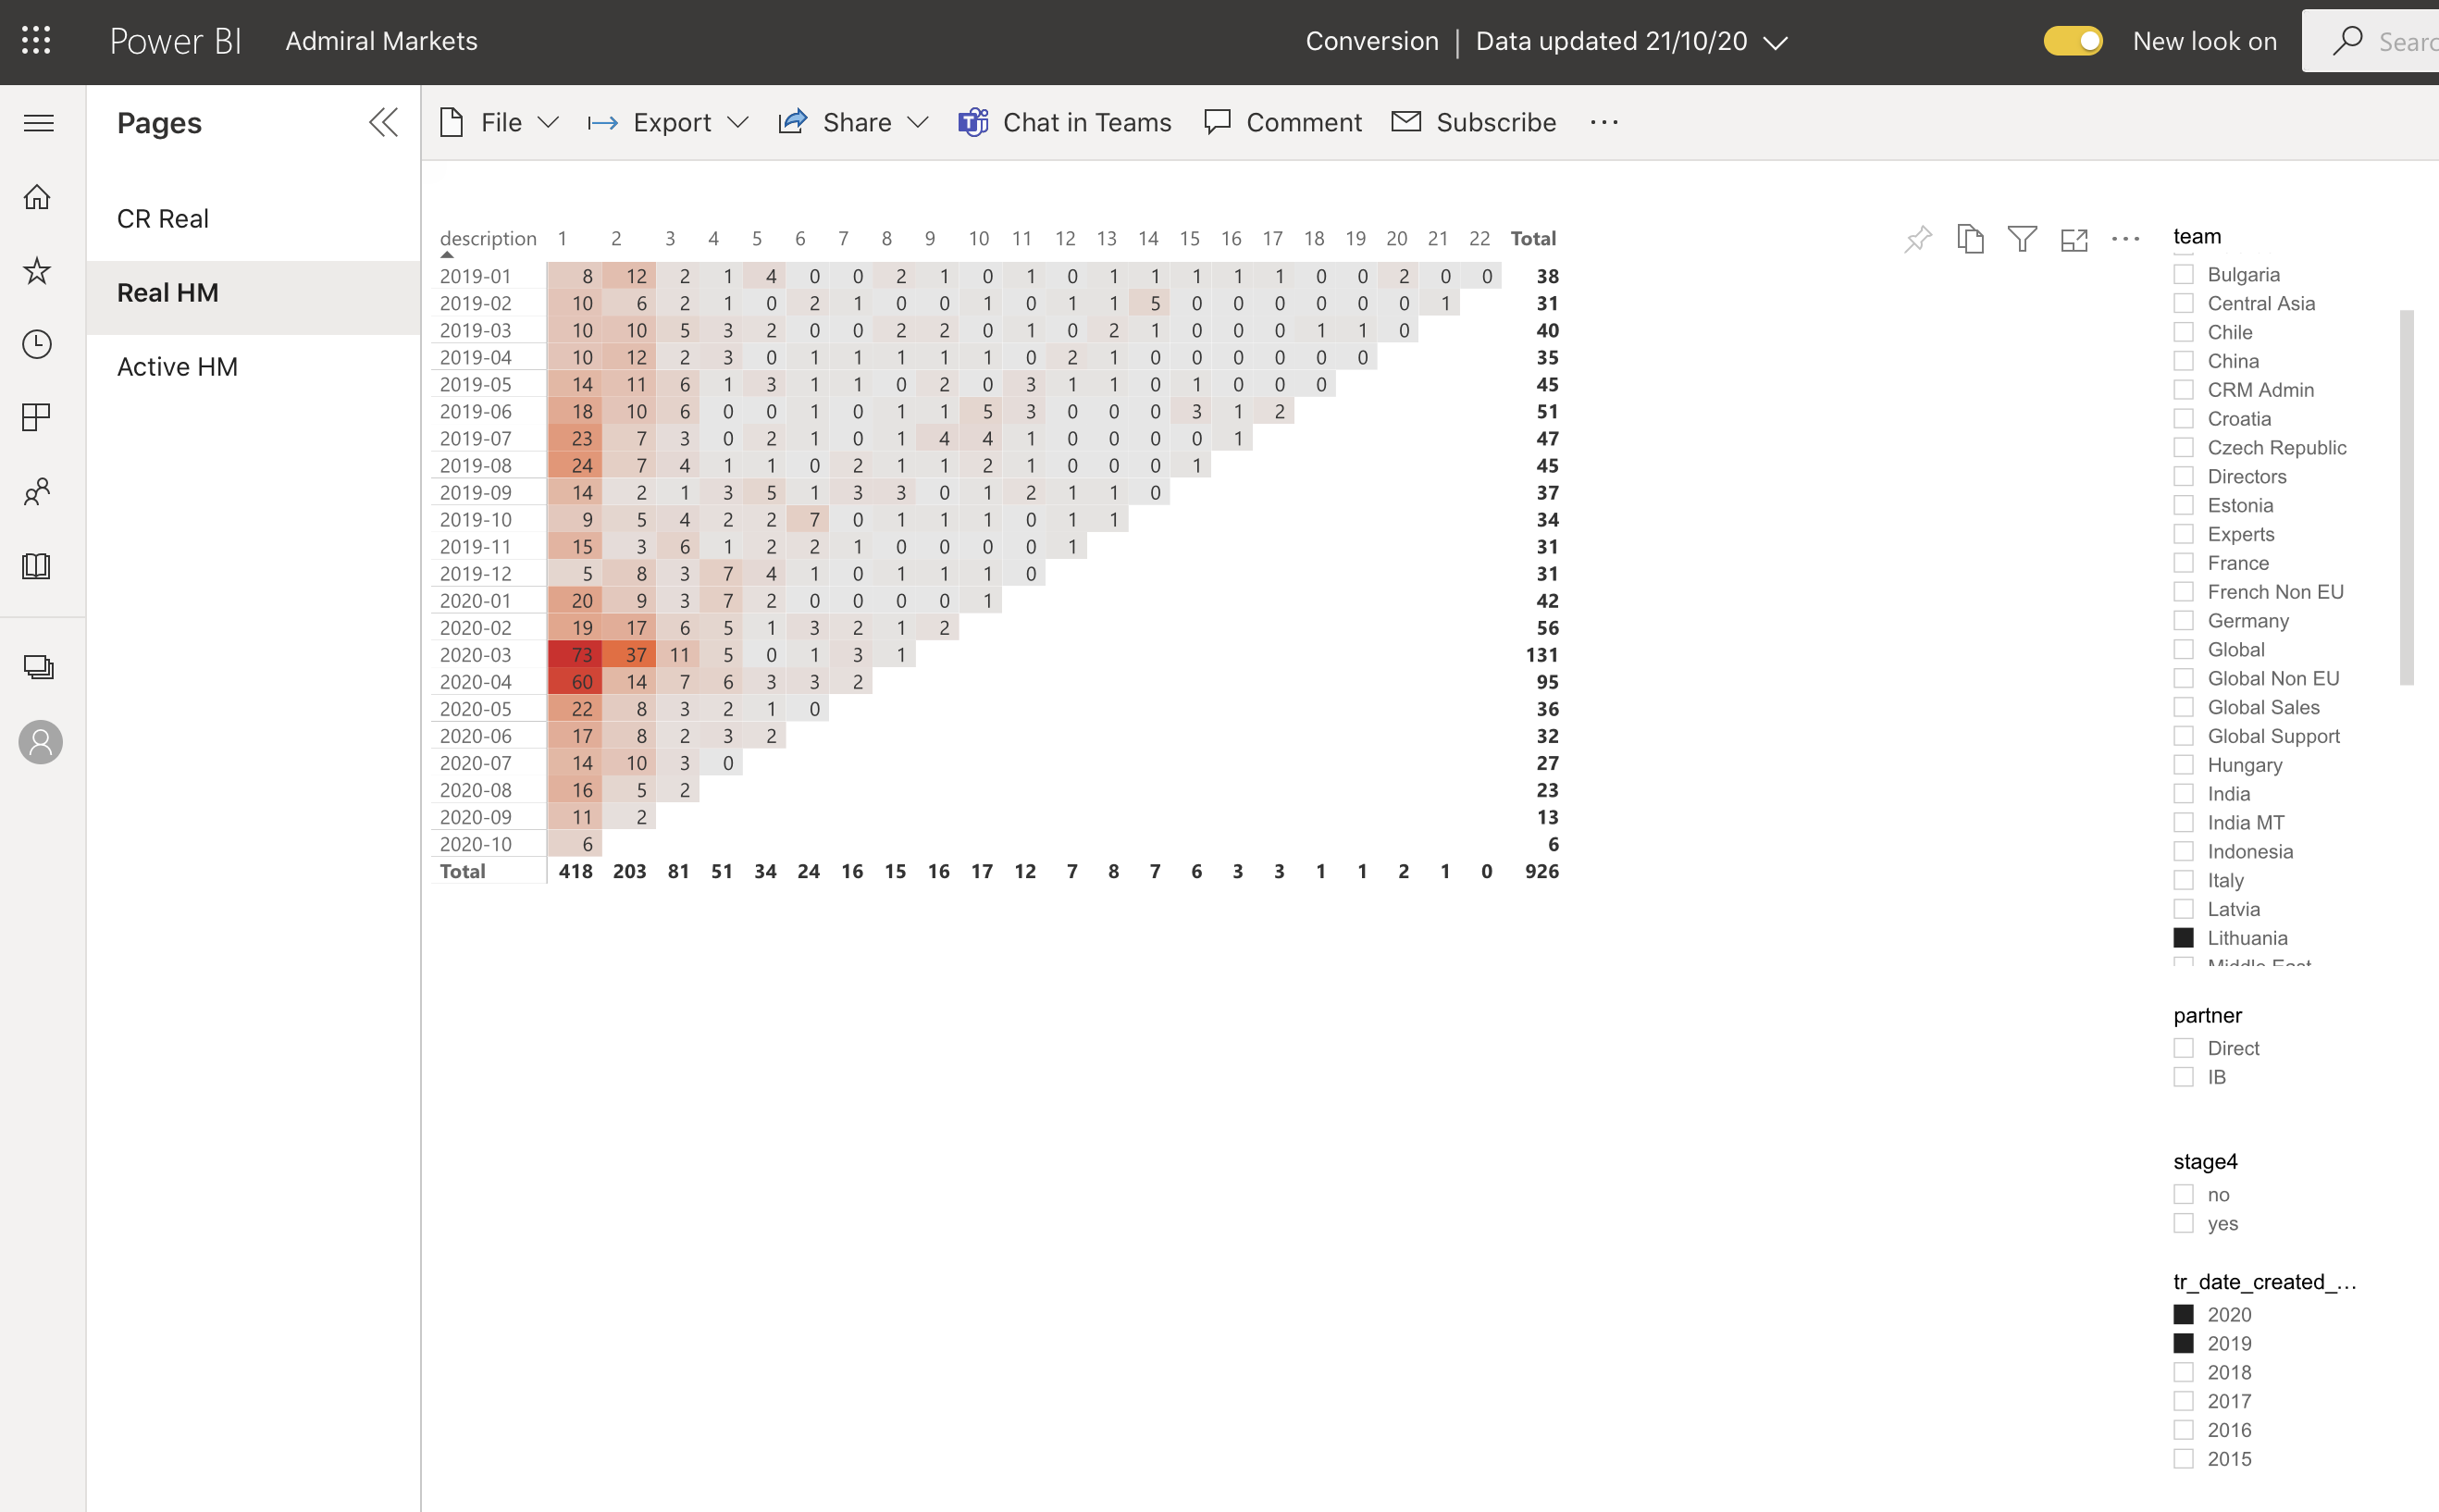 Power BI Admiral Markets Conversion | Data updated 21/10/20 New look on Searc
Pages
CR Real
Real HM
Active HM
File Export Share Chat in Teams Comment Subscribe ...
description 1 2 3 4 5 6 7 8 9 10 11 12 13 14 15 16 17 18 19 20 21 22 Total
2019-01 8 12 2 1 4 0 0 2 1 0 1 0 1 1 1 1 1 0 0 2 0 0 38
2019-02 10 6 2 1 0 2 1 0 0 1 0 1 1 5 0 0 0 0 0 0 1 31
2019-03 10 10 5 3 2 0 0 2 2 0 1 0 2 1 0 0 0 1 1 0 40
2019-04 10 12 2 3 0 1 1 1 1 1 0 2 1 0 0 0 0 0 0 35
2019-05 14 11 6 1 3 1 1 0 2 0 3 1 1 0 1 0 0 0 45
2019-06 18 10 6 0 0 1 0 1 1 5 3 0 0 0 3 1 2 51
2019-07 23 7 3 0 2 1 0 1 4 4 1 0 0 0 0 1 47
2019-08 24 7 4 1 1 0 2 1 1 2 1 0 0 0 1 45
2019-09 14 2 1 3 5 1 3 3 0 1 2 1 1 0 37
2019-10 9 5 4 2 2 7 0 1 1 1 0 1 1 34
2019-11 15 3 6 1 2 2 1 0 0 0 0 1 31
2019-12 5 8 3 7 4 1 0 1 1 1 0 31
2020-01 20 9 3 7 2 0 0 0 0 1 42
2020-02 19 17 6 5 1 3 2 1 2 56
2020-03 73 37 11 5 0 1 3 1 131
2020-04 60 14 7 6 3 3 2 95
2020-05 22 8 3 2 1 0 36
2020-06 17 8 2 3 2 32
2020-07 14 10 3 0 27
2020-08 16 5 2 23
2020-09 11 2 13
2020-10 6 6
Total 418 203 81 51 34 24 16 15 16 17 12 7 8 7 6 3 3 1 1 2 1 0 926
team
Bulgaria
Central Asia
Chile
China
CRM Admin
Croatia
Czech Republic
Directors
Estonia
Experts
France
French Non EU
Germany
Global
Global Non EU
Global Sales
Global Support
Hungary
India
India MT
Indonesia
Italy
Latvia
Lithuania
Middle East
partner
Direct
IB
stage4
no
yes
tr_date_created_...
2020
2019
2018
2017
2016
2015